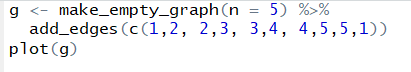 g <- make_empty_graph(n = 5) %>%
  add_edges(c(1,2, 2,3, 3,4, 4,5,5,1))
plot(g)